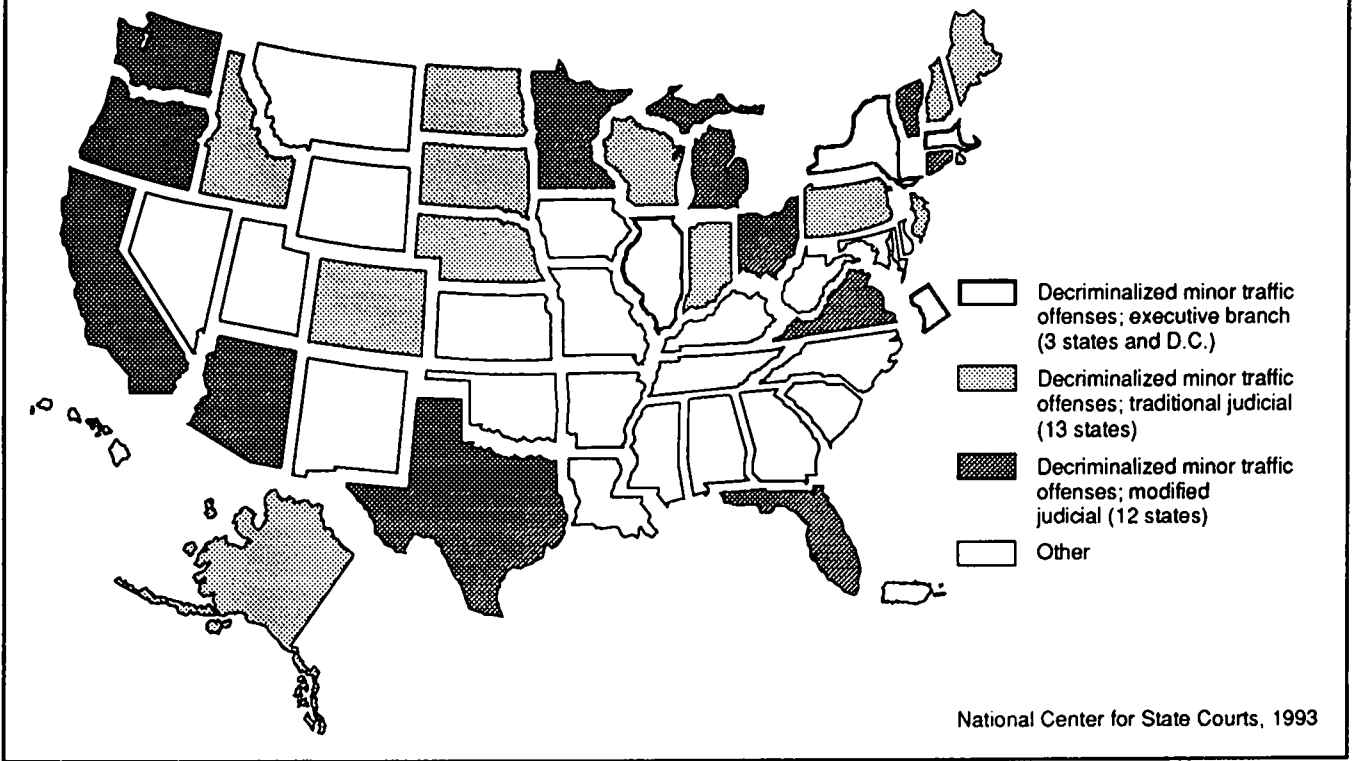 Decriminalized minor traffic
offenses; executive branch
(3 states and D.C.)
Decriminalized minor traffic
offenses; traditional judicial
(13 states)
Decriminalized minor traffic
offenses; modified
judicial (12 states)
Other
National Center for State Courts, 1993